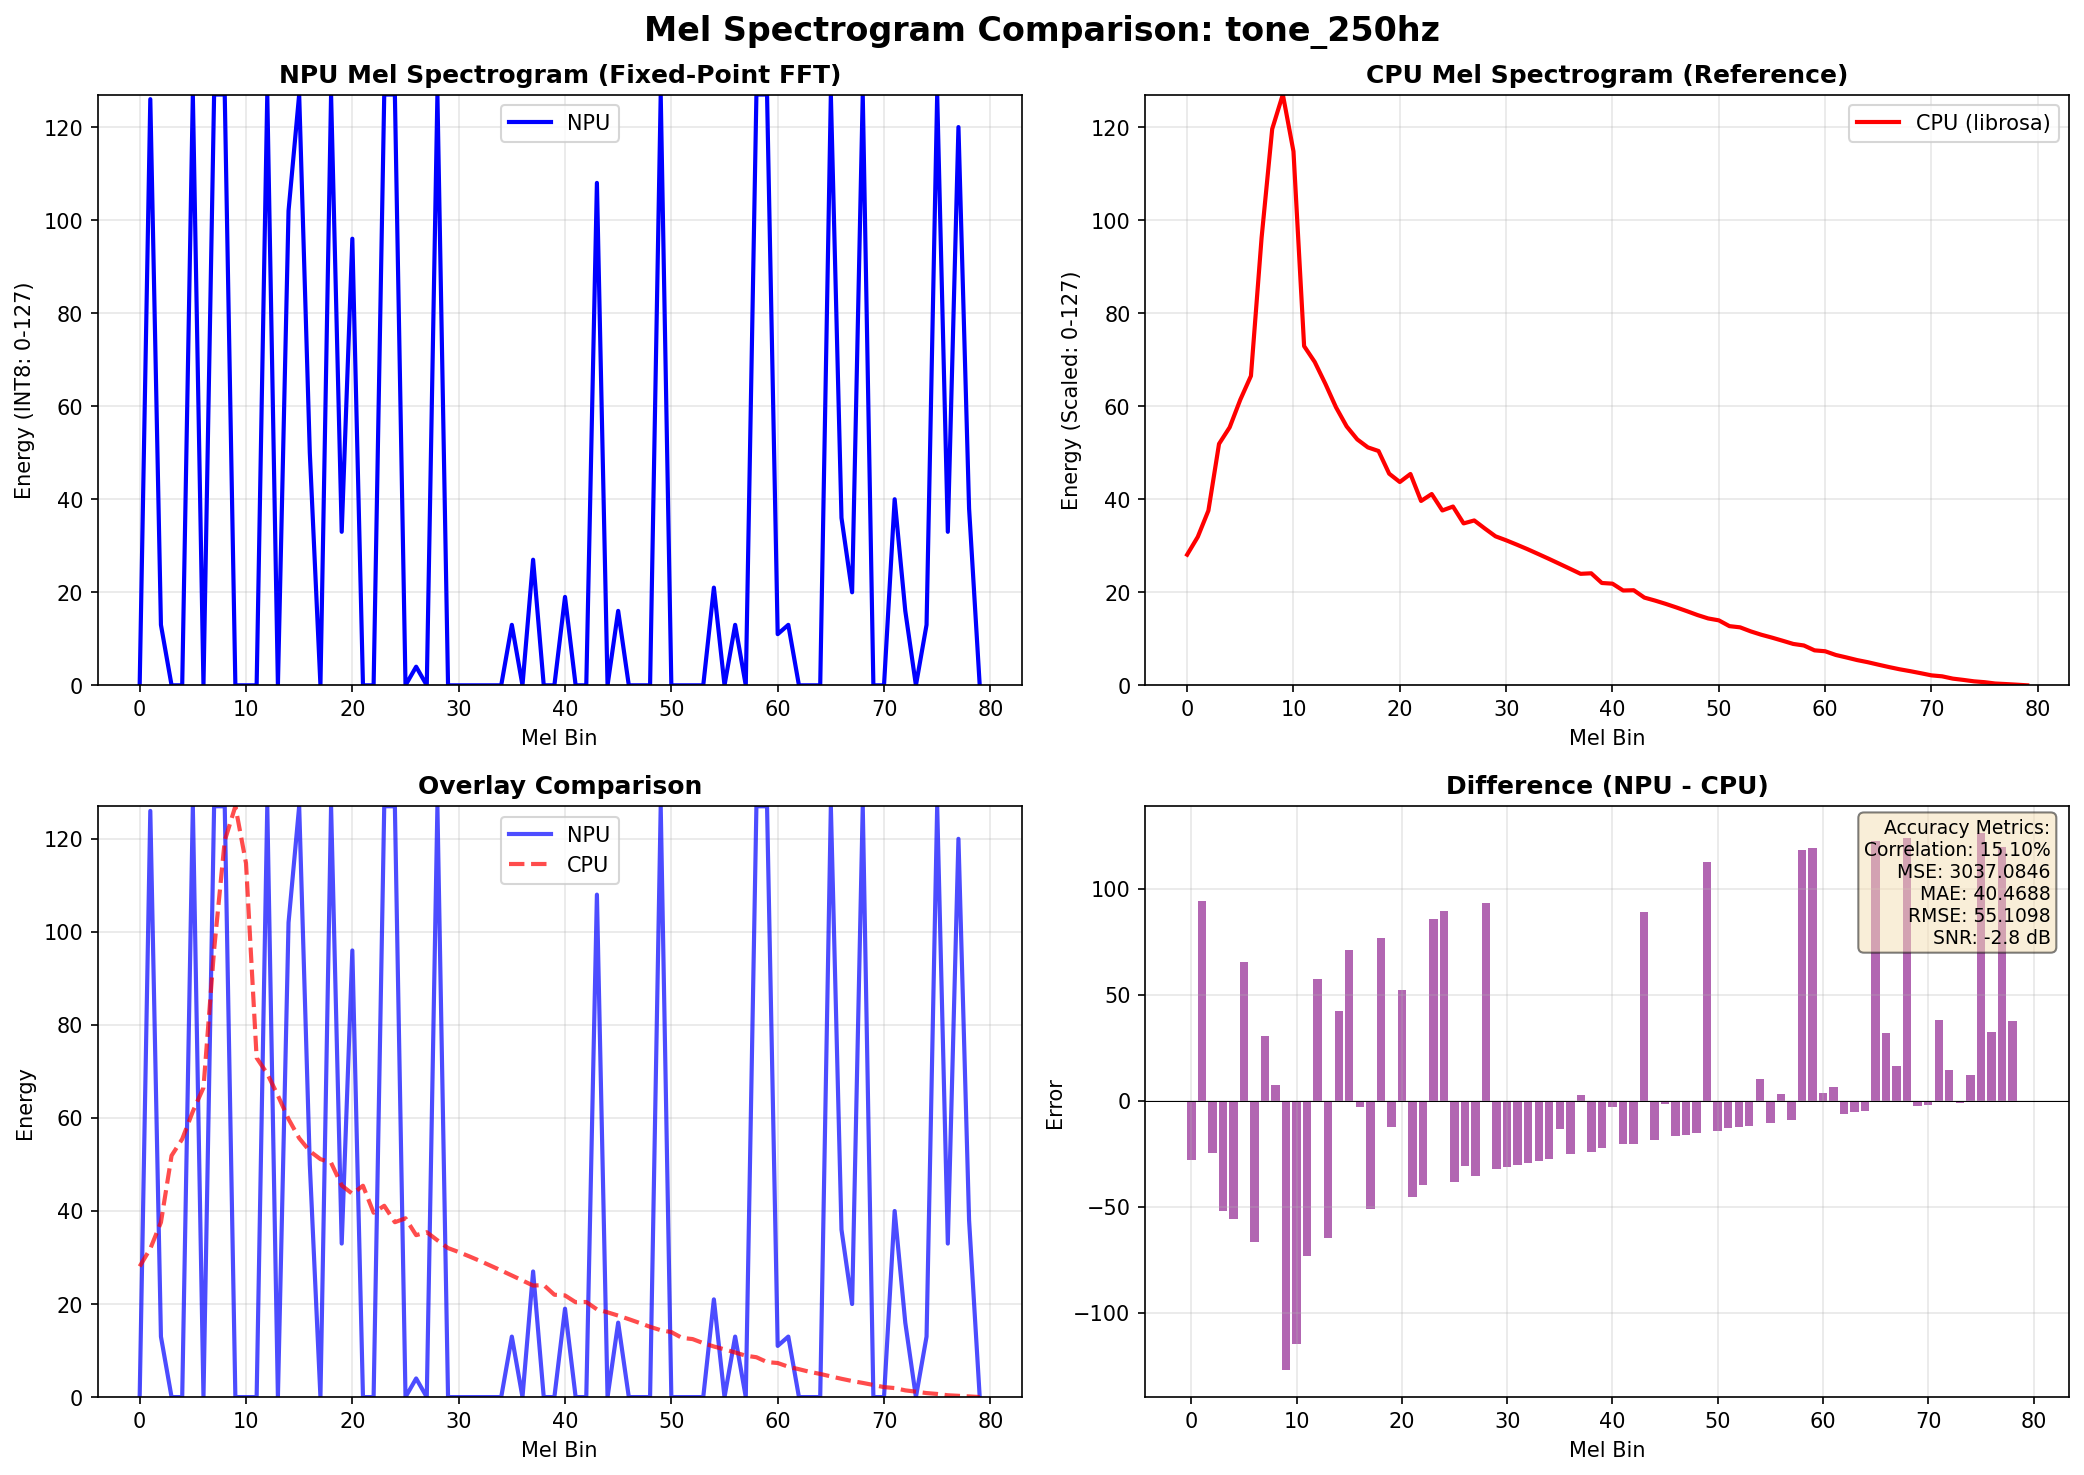 Mel Spectrogram Comparison: tone_250hz
NPU Mel Spectrogram (Fixed-Point FFT)
Energy (INT8: 0-127)
120
100
80
60
40
20
0
NPU
0 10 20 30 40 50 60 70 80
Mel Bin
CPU Mel Spectrogram (Reference)
Energy (Scaled: 0-127)
120
100
80
60
40
20
0
CPU (librosa)
0 10 20 30 40 50 60 70 80
Mel Bin
Overlay Comparison
Energy
120
100
80
60
40
20
0
NPU
CPU
0 10 20 30 40 50 60 70 80
Mel Bin
Difference (NPU - CPU)
Error
100
50
0
−50
−100
Accuracy Metrics:
Correlation: 15.10%
MSE: 3037.0846
MAE: 40.4688
RMSE: 55.1098
SNR: -2.8 dB
0 10 20 30 40 50 60 70 80
Mel Bin